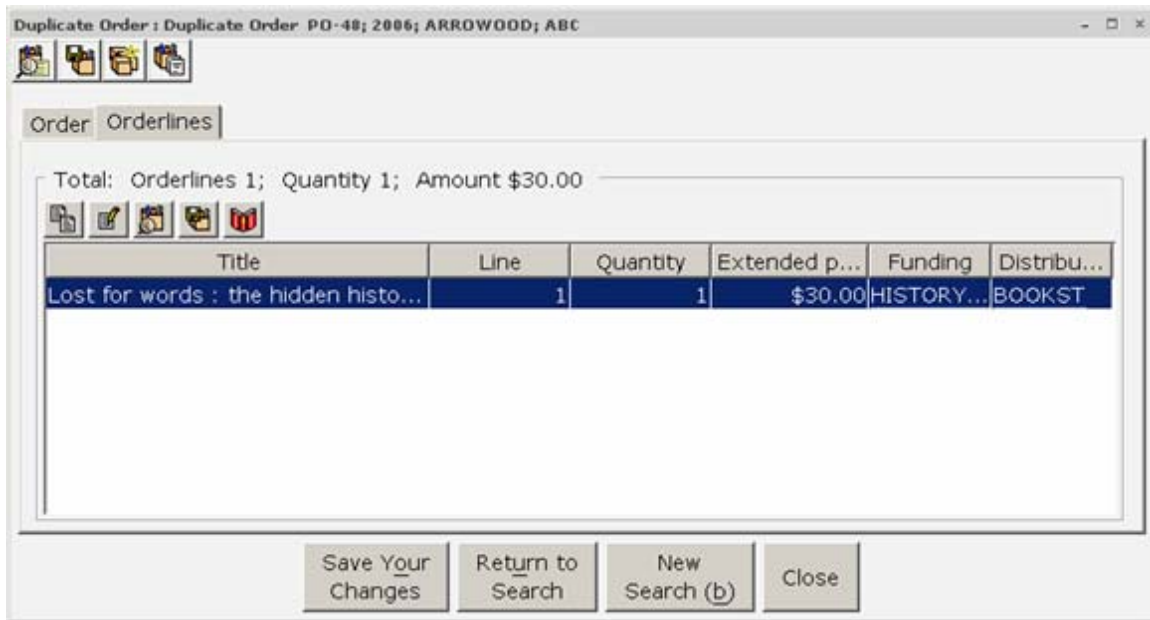 Duplicate Order : Duplicate Order PO-48; 2006; ARROWOOD; ABC
Order Orderlines
Total: Orderlines 1; Quantity 1; Amount $30.00
Title Line Quantity Extended p... Funding Distribu...
Lost for words : the hidden histo... 1 1 $30.00 HISTORY... BOOKST
Save Your Changes
Return to Search
New Search (b)
Close